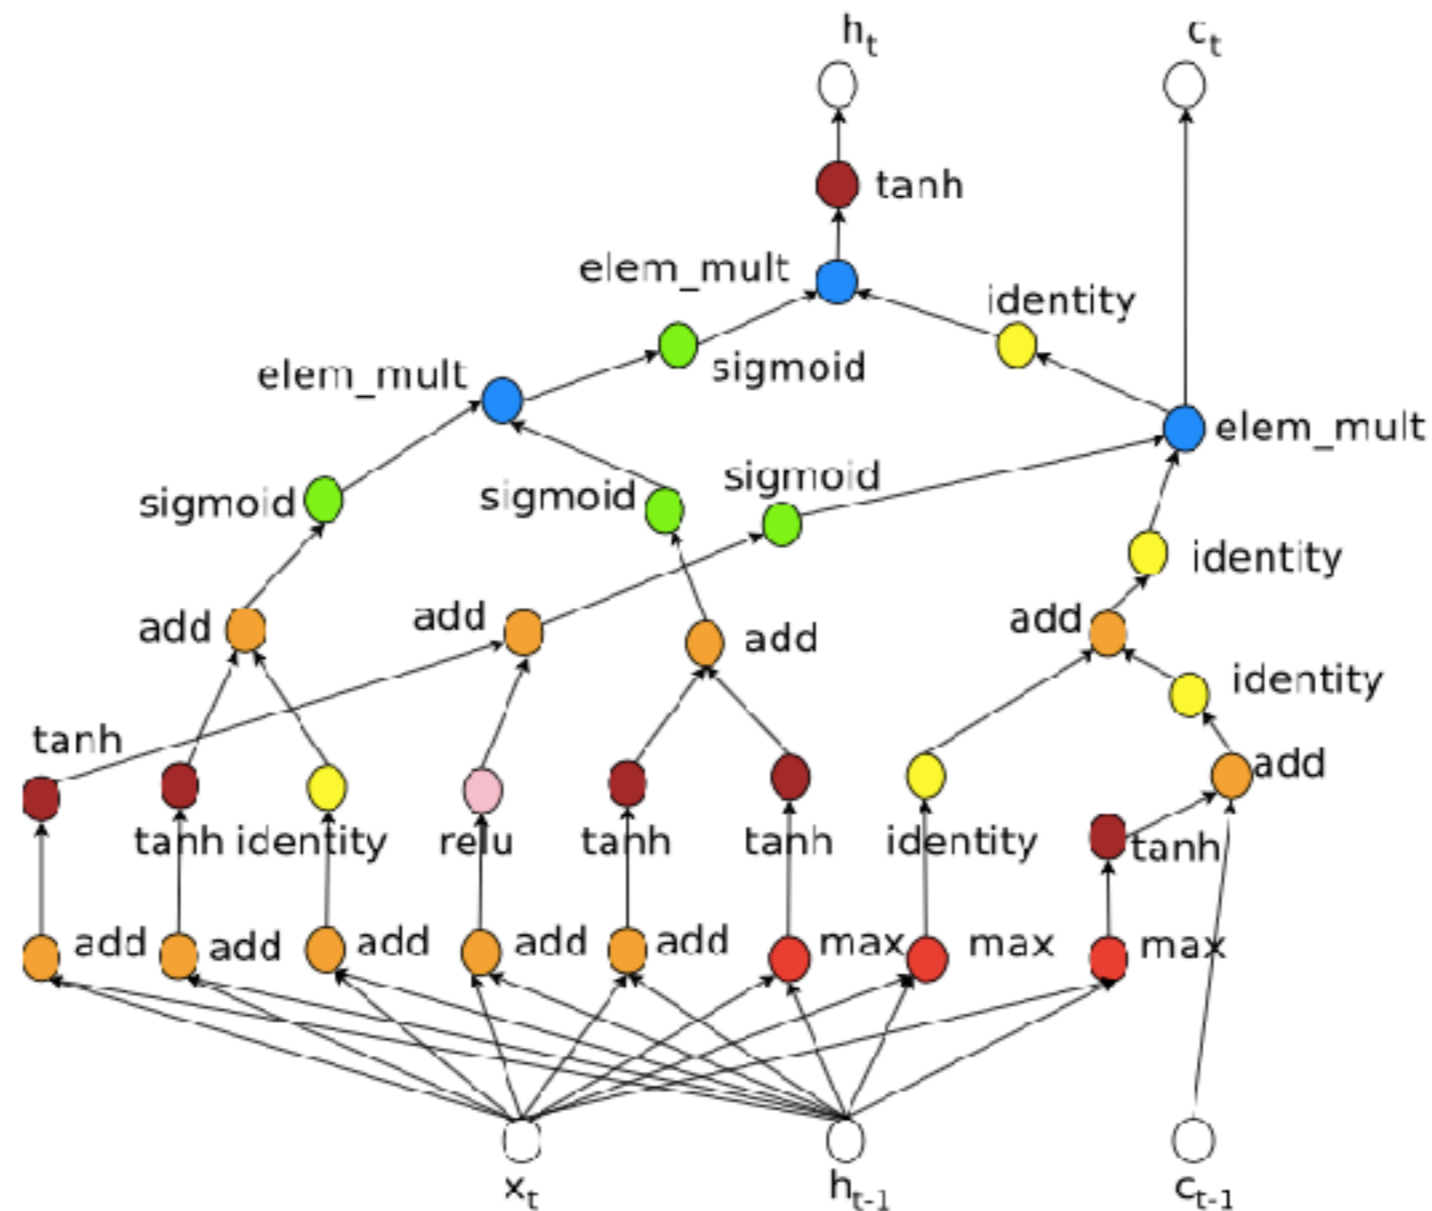 h_t c_t
tanh
elem_mult
identity
sigmoid
elem_mult
elem_mult
sigmoid sigmoid sigmoid
identity
add add add add
identity
tanh
add
tanh identity relu tanh tanh identity tanh
add add add add add max max max
x_t h_t-1 c_t-1